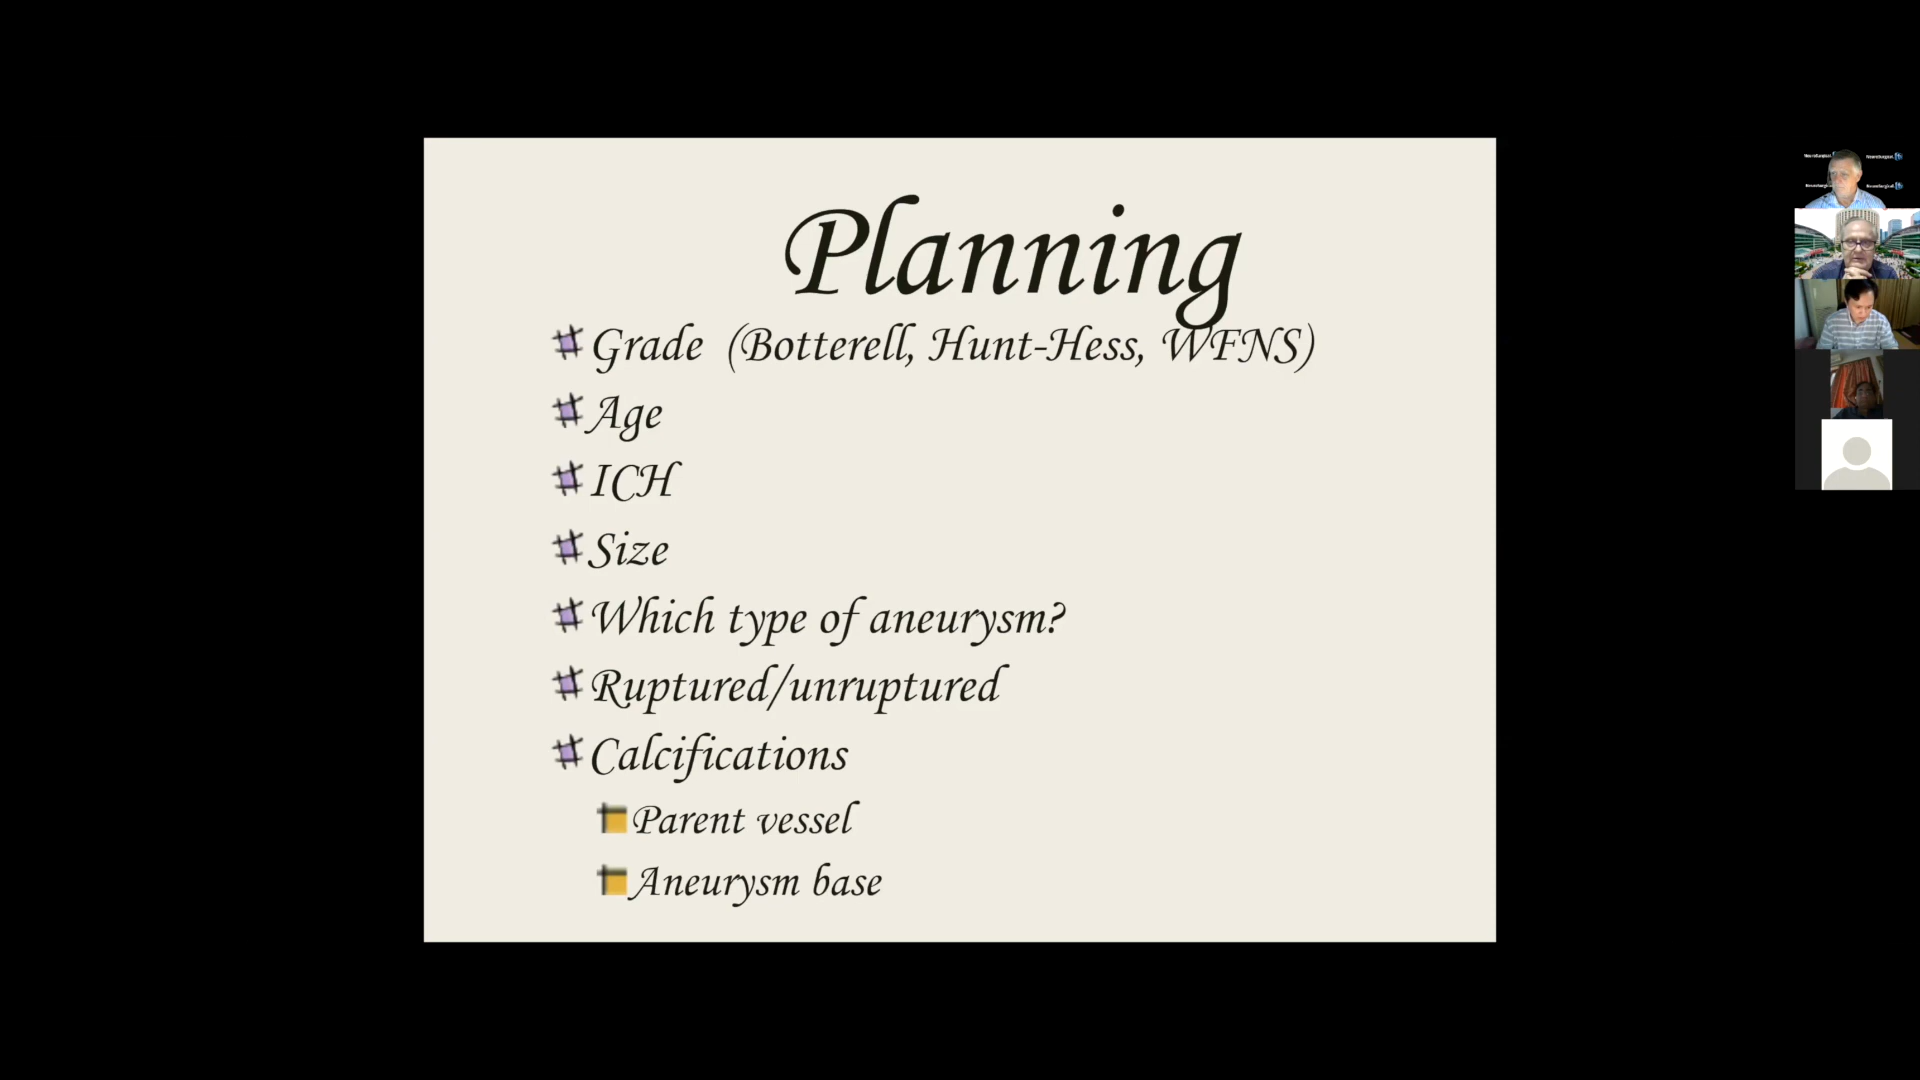 Planning
Grade (Botterell, Hunt-Hess, WFNS)
Age
ICH
Size
Which type of aneurysm?
Ruptured/unruptured
Calcifications
Parent vessel
Aneurysm base